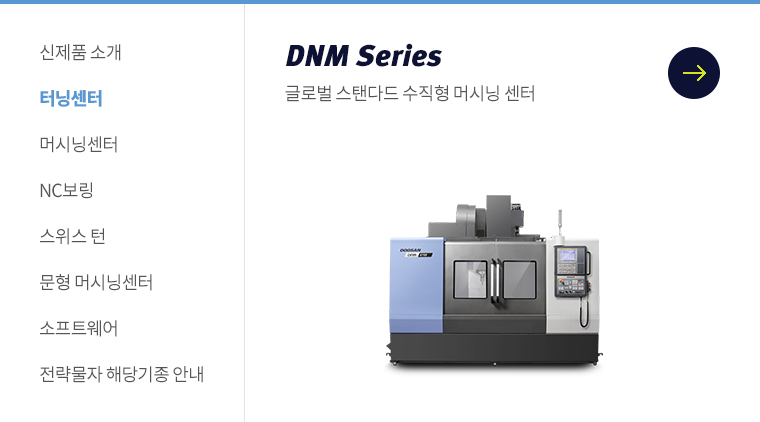 신제품 소개
터닝센터
머시닝센터
NC보링
스위스 턴
문형 머시닝센터
소프트웨어
전략물자 해당기종 안내
DNM Series
글로벌 스탠다드 수직형 머시닝 센터
DOOSAN
DNM